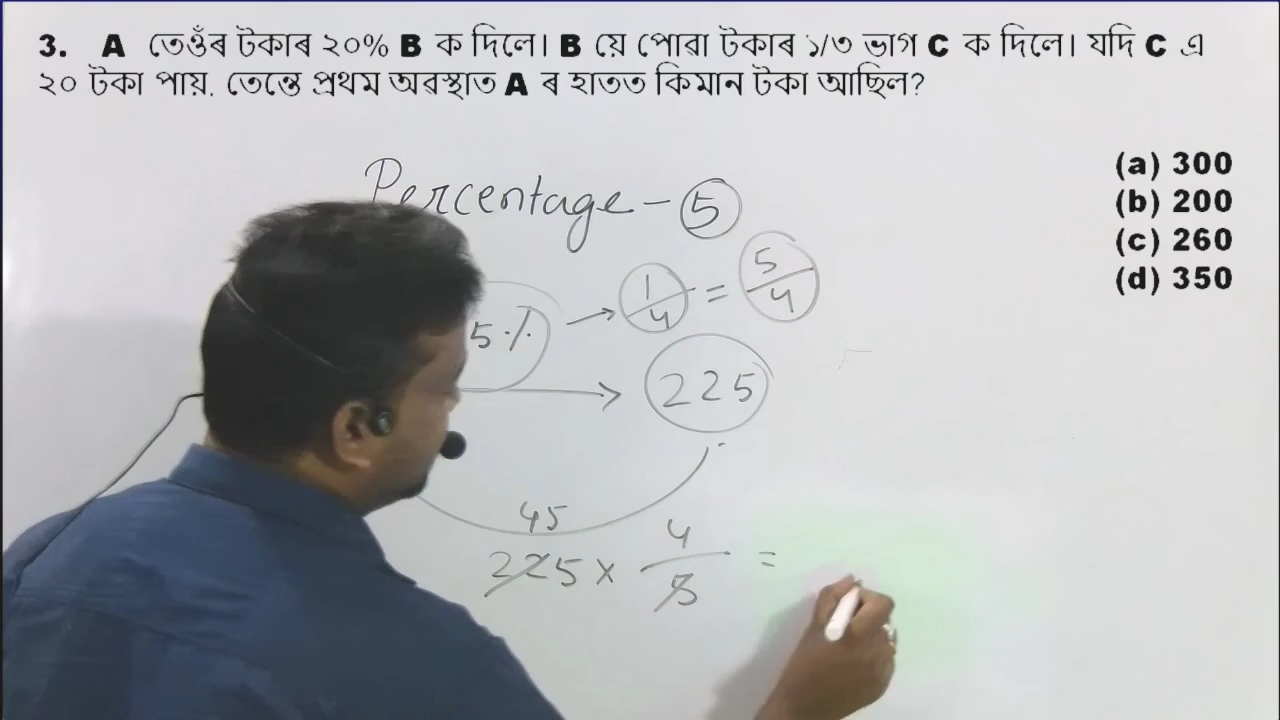 3. A তেওঁৰ টকাৰ ২০% B ক দিলে। B য়ে পোৱা টকাৰ ১/৩ ভাগ C ক দিলে। যদি C এ
২০ টকা পায়. তেন্তে প্ৰথম অৱস্থাত A ৰ হাতত কিমান টকা আছিল?
(a) 300
(b) 200
(c) 260
(d) 350
Percentage - 5
5% → 1/4 = 5/4
→ 225
45
225 × 4/5 =